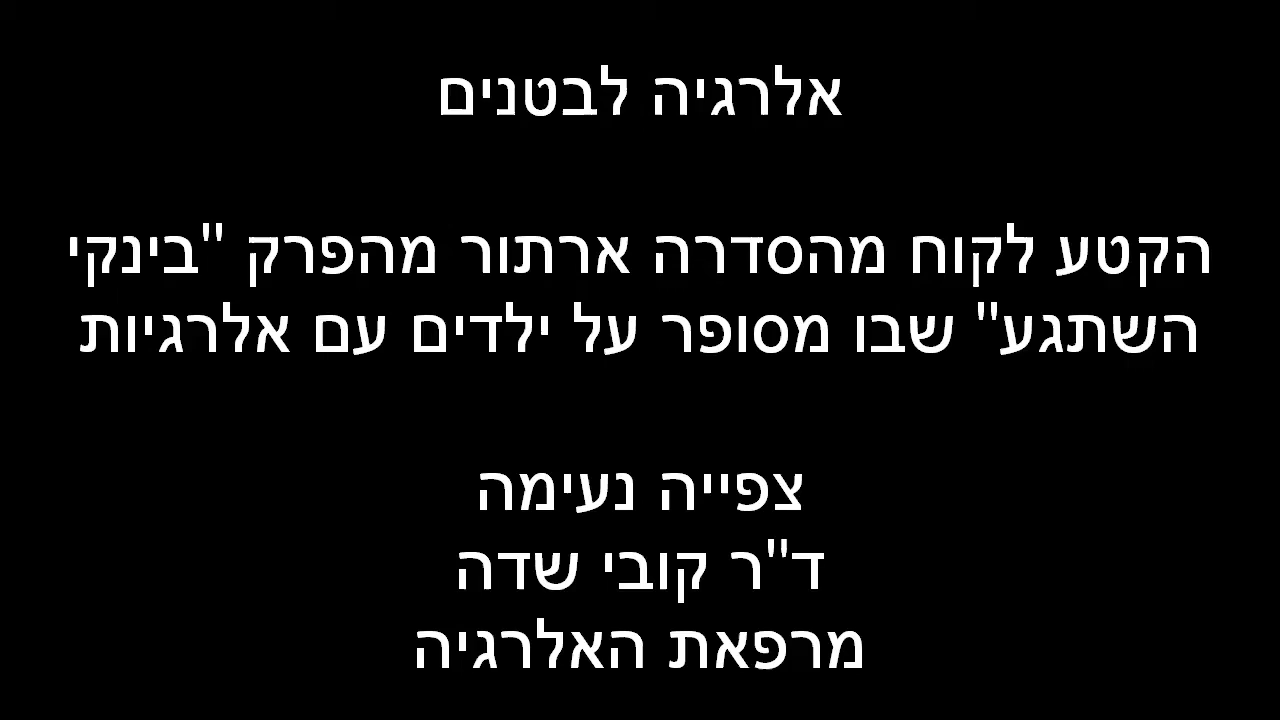 אלרגיה לבטנים
הקטע לקוח מהסדרה ארתור מהפרק "בינקי
השתגע" שבו מסופר על ילדים עם אלרגיות
צפייה נעימה
ד"ר קובי שדה
מרפאת האלרגיה